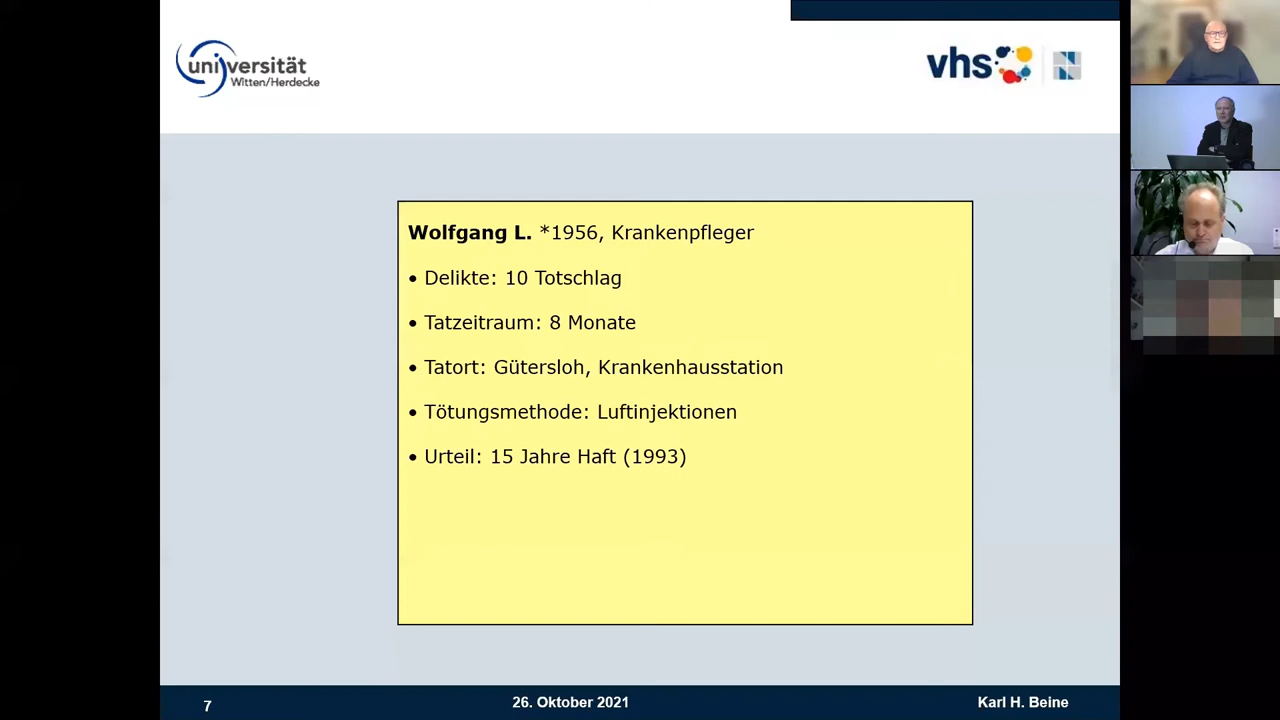 universität
Witten/Herdecke
vhs
Wolfgang L. *1956, Krankenpfleger
• Delikte: 10 Totschlag
• Tatzeitraum: 8 Monate
• Tatort: Gütersloh, Krankenhausstation
• Tötungsmethode: Luftinjektionen
• Urteil: 15 Jahre Haft (1993)
7
26. Oktober 2021
Karl H. Beine